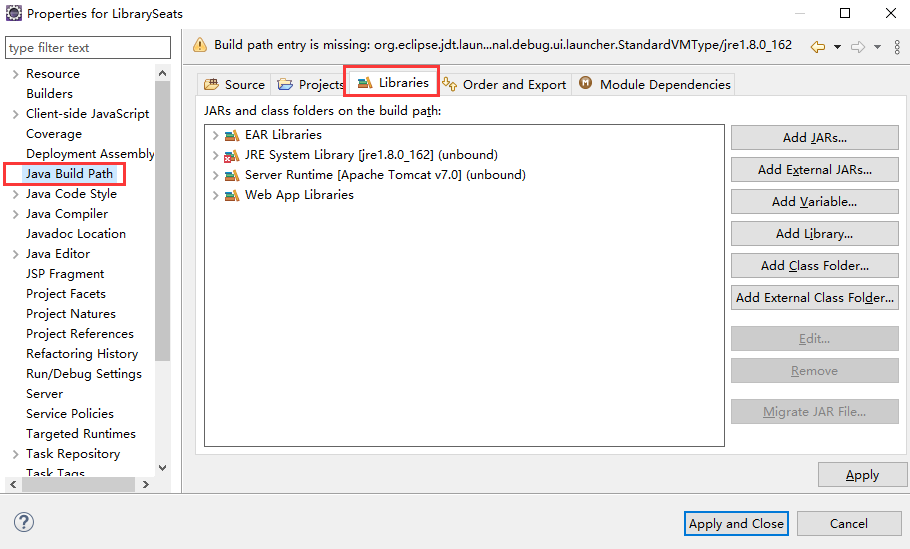 Properties for LibrarySeats
type filter text
Resource
Builders
Client-side JavaScript
Coverage
Deployment Assembly
Java Build Path
Java Code Style
Java Compiler
Javadoc Location
Java Editor
JSP Fragment
Project Facets
Project Natures
Project References
Refactoring History
Run/Debug Settings
Server
Service Policies
Targeted Runtimes
Task Repository
Task Tags
Build path entry is missing: org.eclipse.jdt.laun...nal.debug.ui.launcher.StandardVMType/jre1.8.0_162
Source Projects Libraries Order and Export Module Dependencies
JARs and class folders on the build path:
EAR Libraries
JRE System Library [jre1.8.0_162] (unbound)
Server Runtime [Apache Tomcat v7.0] (unbound)
Web App Libraries
Add JARs...
Add External JARs...
Add Variable...
Add Library...
Add Class Folder...
Add External Class Folder...
Edit...
Remove
Migrate JAR File...
Apply
Apply and Close
Cancel